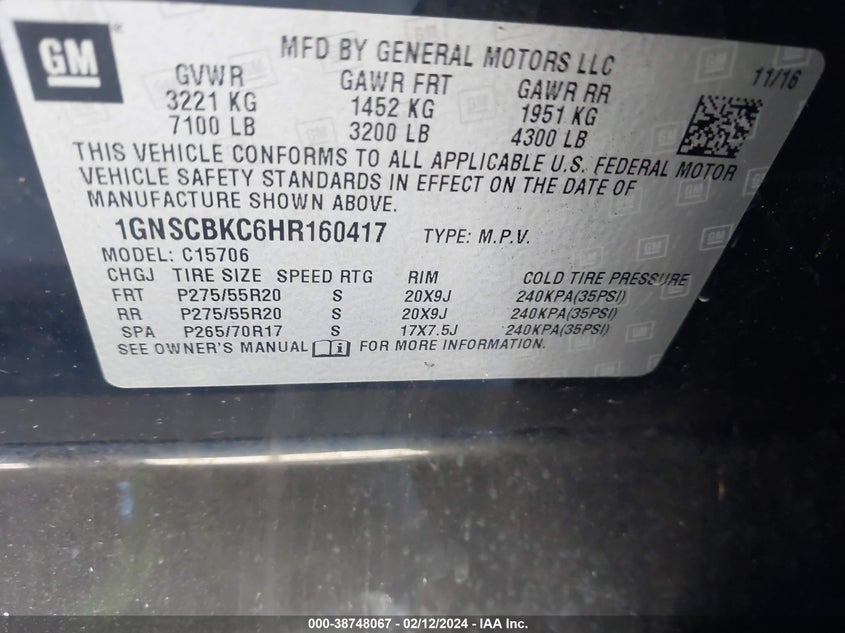 GM
MFD BY GENERAL MOTORS LLC
11/16
GVWR GAWR FRT GAWR RR
3221 KG 1452 KG 1951 KG
7100 LB 3200 LB 4300 LB
THIS VEHICLE CONFORMS TO ALL APPLICABLE U.S. FEDERAL MOTOR
VEHICLE SAFETY STANDARDS IN EFFECT ON THE DATE OF
MANUFACTURE SHOWN ABOVE.
1GNSCBKC6HR160417 TYPE: M.P.V.
MODEL: C15706
CHGJ TIRE SIZE SPEED RTG RIM COLD TIRE PRESSURE
FRT P275/55R20 S 20X9J 240KPA(35PSI)
RR P275/55R20 S 20X9J 240KPA(35PSI)
SPA P265/70R17 S 17X7.5J 240KPA(35PSI)
SEE OWNER'S MANUAL FOR MORE INFORMATION.
000-38748067 - 02/12/2024 - IAA Inc.